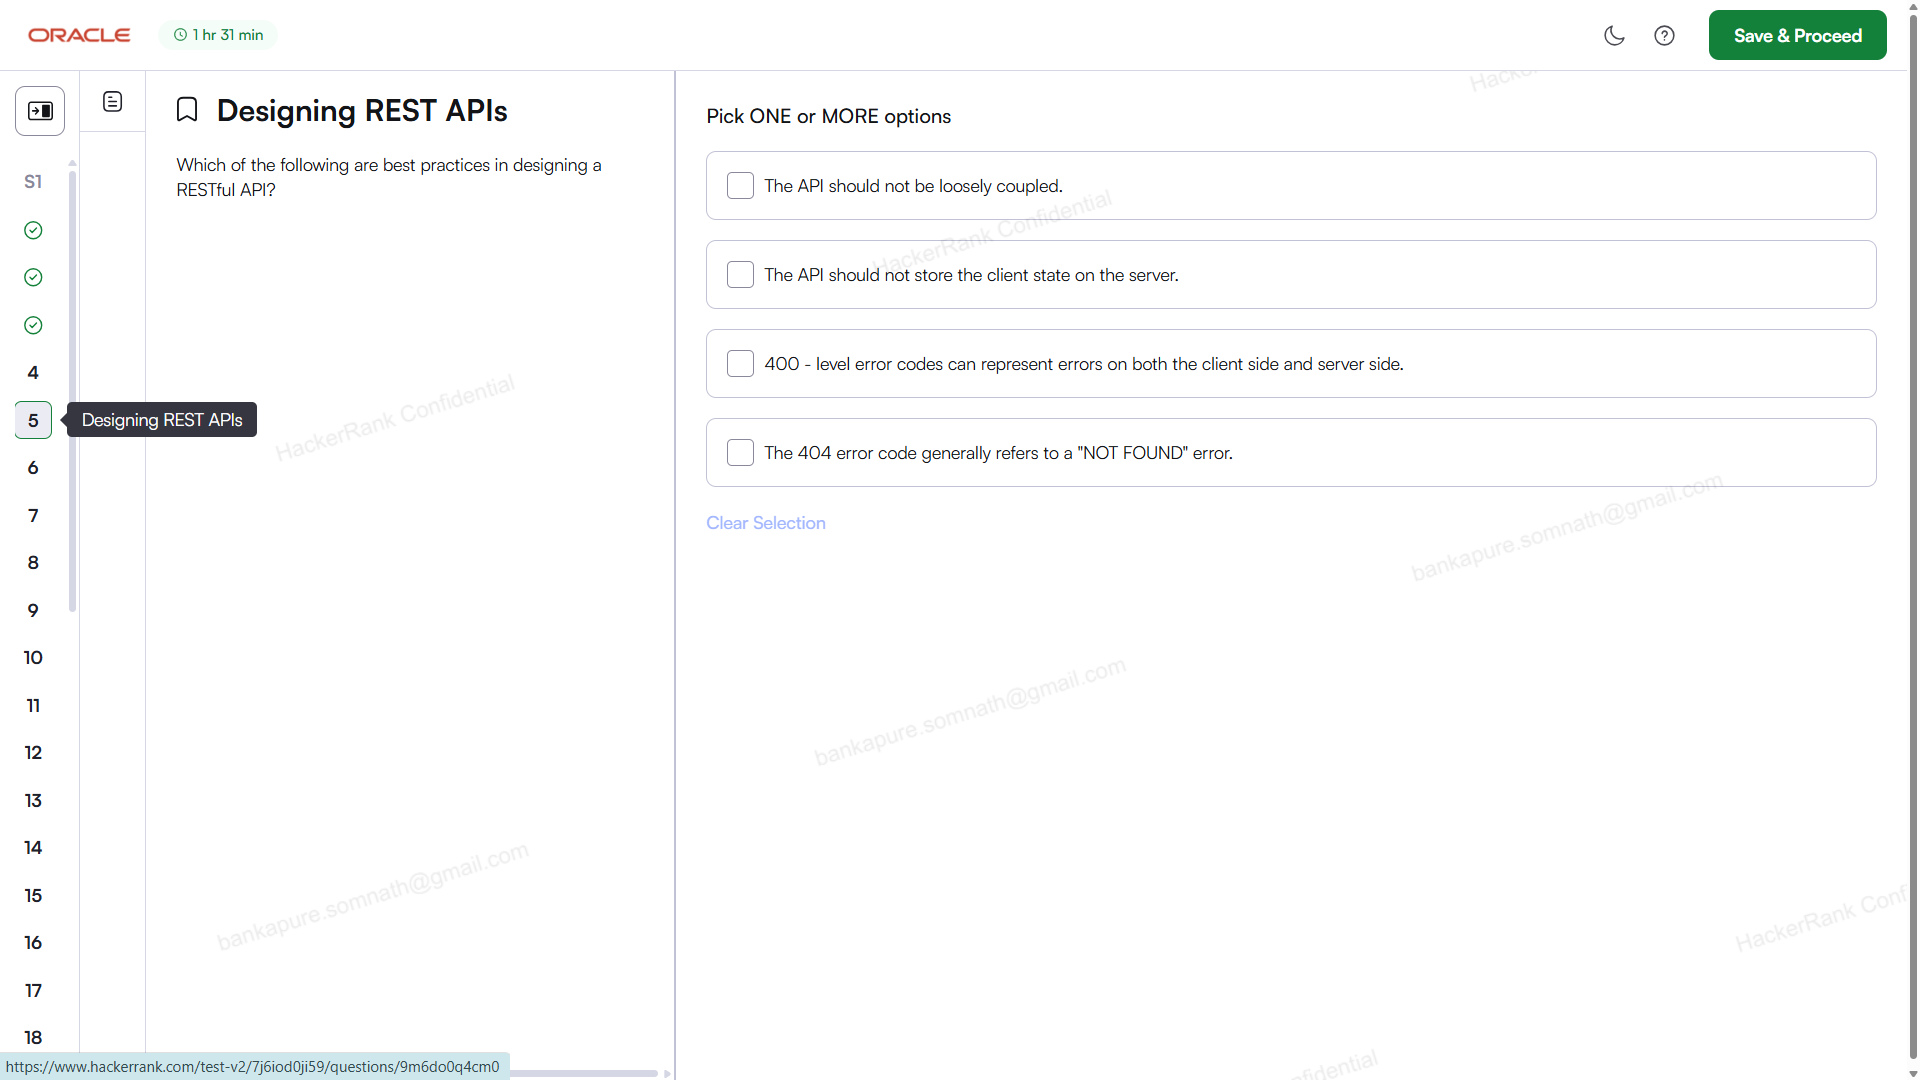 ORACLE
1 hr 31 min
Save & Proceed
S1
4
5
6
7
8
9
10
11
12
13
14
15
16
17
18
Designing REST APIs
Designing REST APIs
Which of the following are best practices in designing a
RESTful API?
Pick ONE or MORE options
The API should not be loosely coupled.
The API should not store the client state on the server.
400 - level error codes can represent errors on both the client side and server side.
The 404 error code generally refers to a "NOT FOUND" error.
Clear Selection
HackerRank Confidential
HackerRank Confidential
bankapure.somnath@gmail.com
bankapure.somnath@gmail.com
bankapure.somnath@gmail.com
HackerRank Conf
https://www.hackerrank.com/test-v2/7j6iod0ji59/questions/9m6do0q4cm0